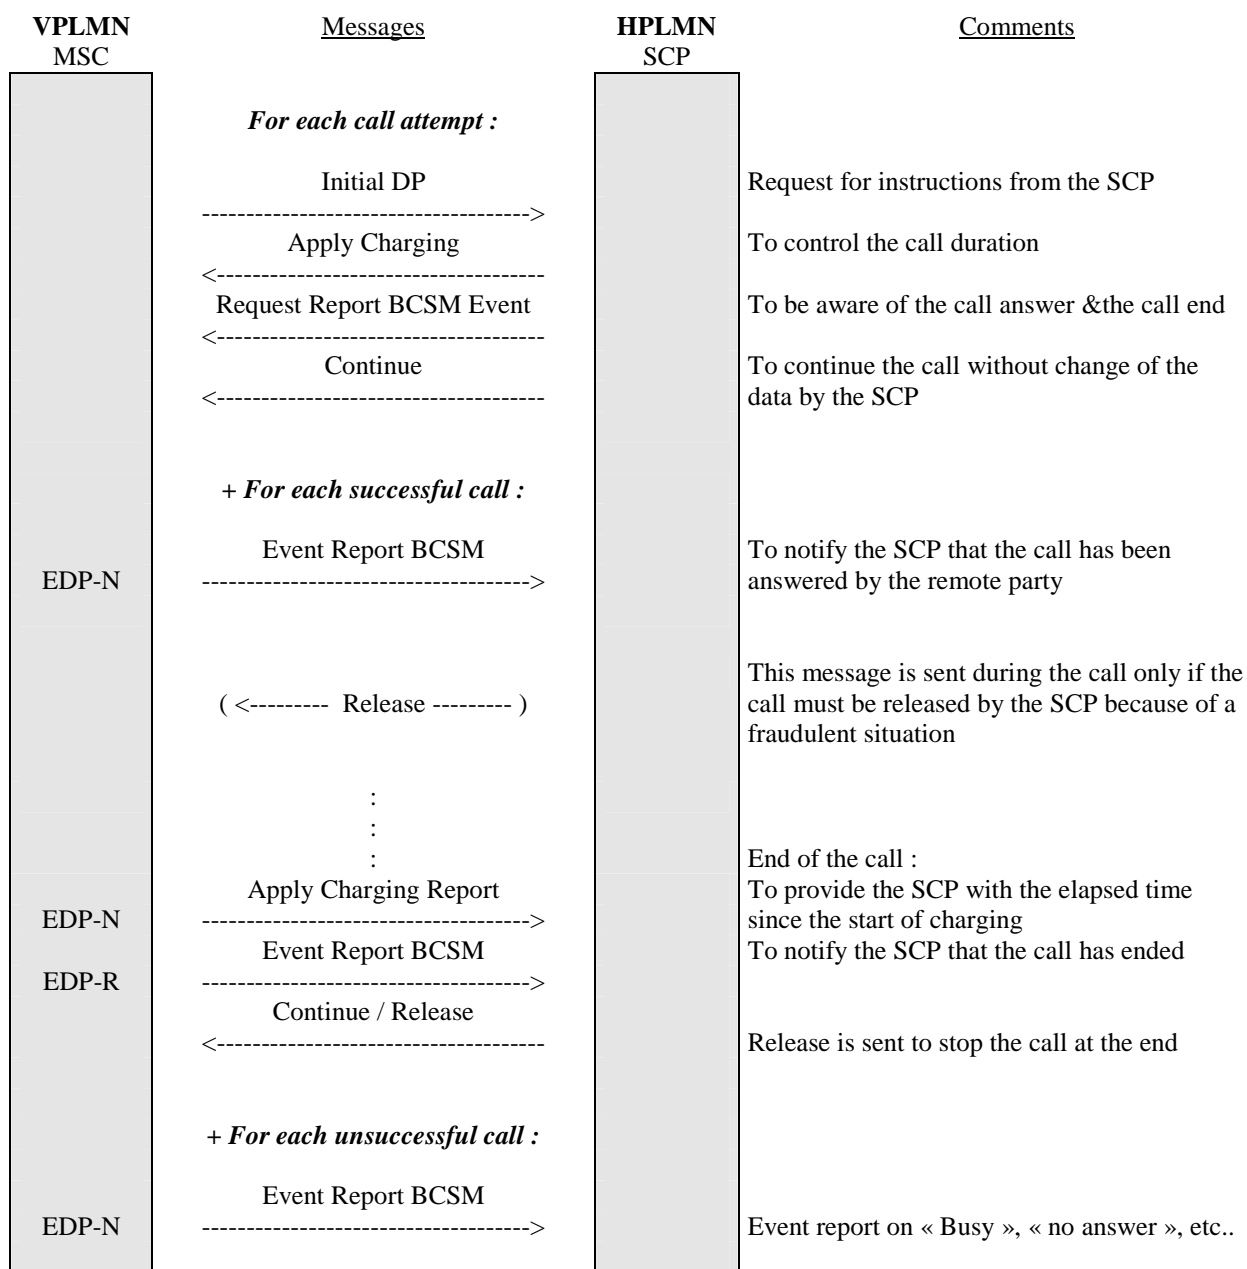 VPLMN Messages HPLMN Comments
MSC SCP
For each call attempt :
Initial DP Request for instructions from the SCP
------------------------------------->
Apply Charging To control the call duration
<-------------------------------------
Request Report BCSM Event To be aware of the call answer &the call end
<-------------------------------------
Continue To continue the call without change of the
<------------------------------------- data by the SCP
+ For each successful call :
Event Report BCSM To notify the SCP that the call has been
EDP-N -------------------------------------> answered by the remote party
This message is sent during the call only if the
( <--------- Release --------- ) call must be released by the SCP because of a
fraudulent situation
:
:
: End of the call :
Apply Charging Report To provide the SCP with the elapsed time
EDP-N -------------------------------------> since the start of charging
Event Report BCSM To notify the SCP that the call has ended
EDP-R ------------------------------------->
Continue / Release
<------------------------------------- Release is sent to stop the call at the end
+ For each unsuccessful call :
Event Report BCSM
EDP-N -------------------------------------> Event report on « Busy », « no answer », etc..